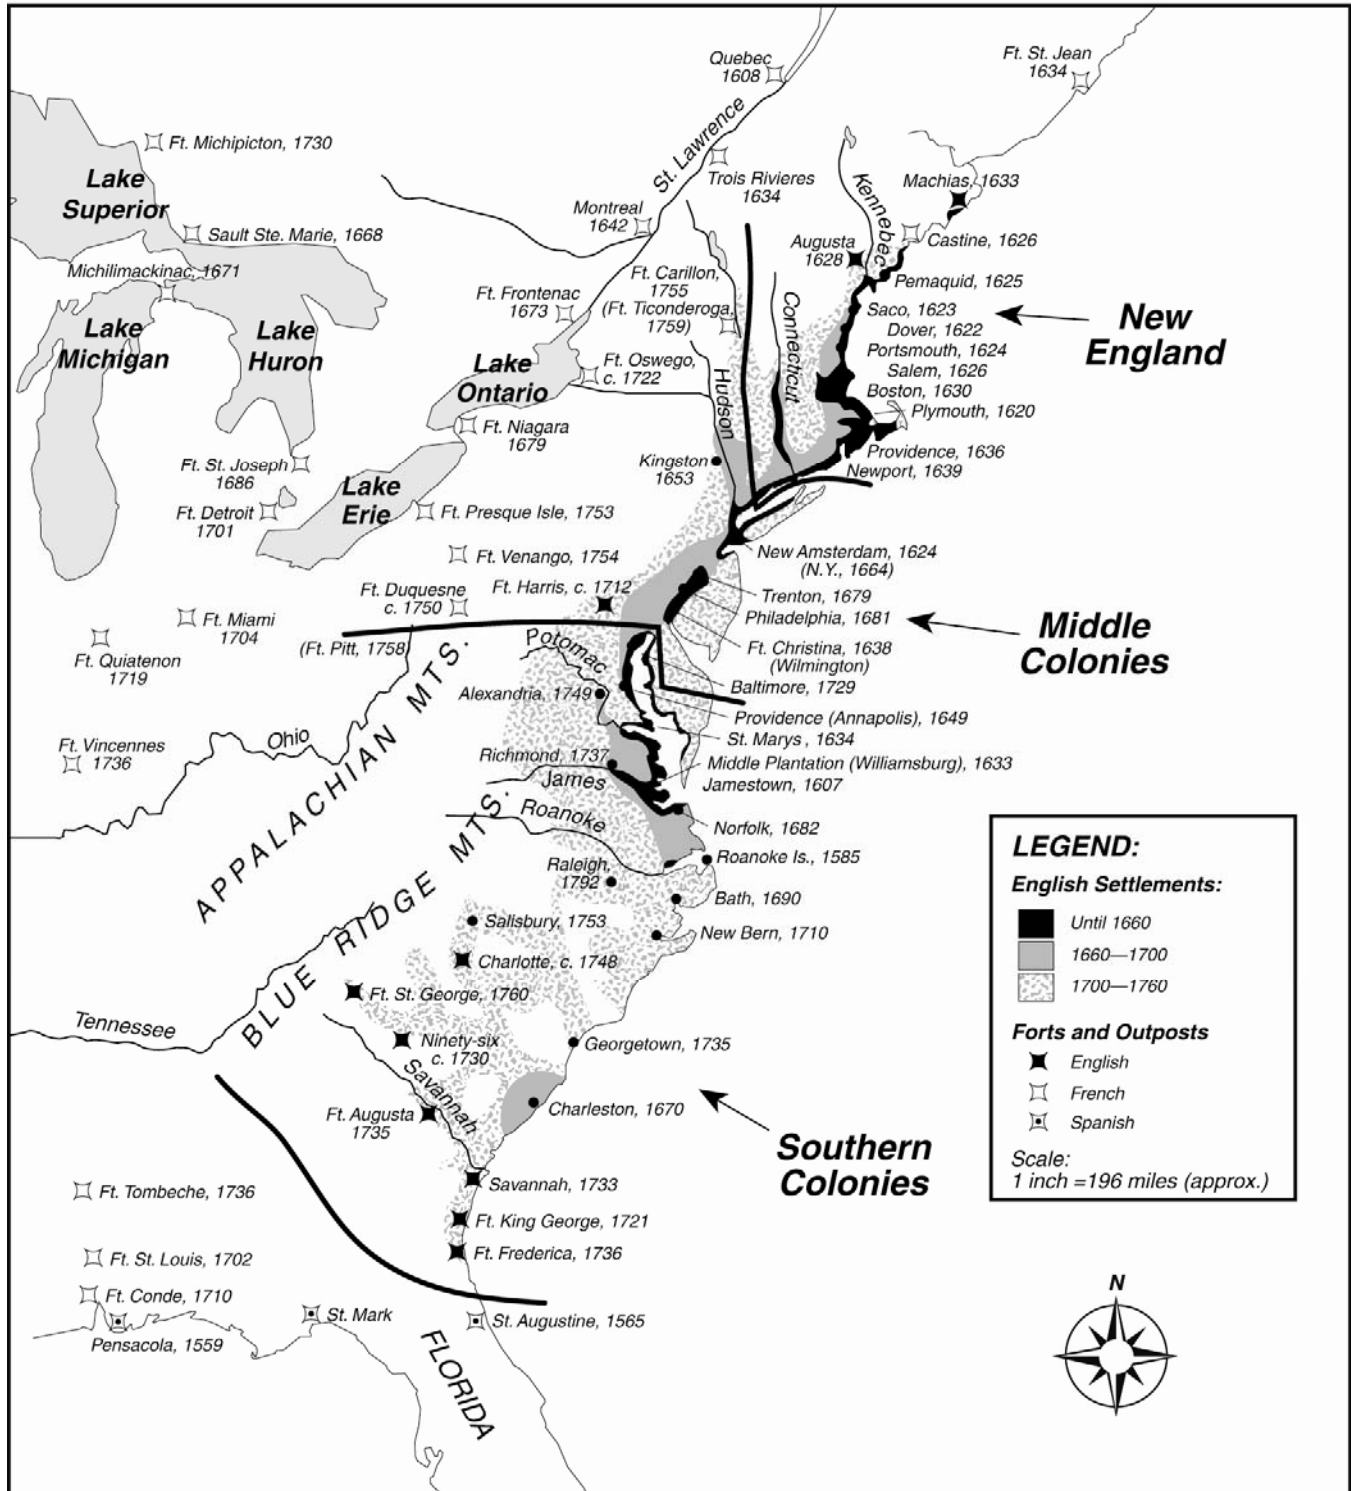 Quebec
1608
Ft. St. Jean
1634
Ft. Michipicton, 1730
St. Lawrence
Trois Rivieres
1634
Lake
Superior
Kennebec
Machias, 1633
Montreal
1642
Sault Ste. Marie, 1668
Augusta
1628
Castine, 1626
Michilimackinac, 1671
Ft. Carillon,
1755
(Ft. Ticonderoga,
1759)
Pemaquid, 1625
Ft. Frontenac
1673
Connecticut
Saco, 1623
Dover, 1622
Portsmouth, 1624
Salem, 1626
Boston, 1630
Plymouth, 1620
New
England
Lake
Michigan
Lake
Huron
Lake
Ontario
Ft. Oswego,
c. 1722
Hudson
Ft. Niagara
1679
Kingston
1653
Providence, 1636
Newport, 1639
Ft. St. Joseph
1686
Lake
Erie
Ft. Detroit
1701
Ft. Presque Isle, 1753
Ft. Venango, 1754
New Amsterdam, 1624
(N.Y., 1664)
Ft. Duquesne
c. 1750
Ft. Harris, c. 1712
Trenton, 1679
Philadelphia, 1681
Ft. Miami
1704
Middle
Colonies
(Ft. Pitt, 1758)
Potomac
Ft. Christina, 1638
(Wilmington)
Ft. Quiatenon
1719
Baltimore, 1729
Alexandria, 1749
Providence (Annapolis), 1649
St. Marys , 1634
Ft. Vincennes
1736
Ohio
APPALACHIAN MTS.
Richmond, 1737
Middle Plantation (Williamsburg), 1633
James
Jamestown, 1607
Roanoke
Norfolk, 1682
Roanoke Is., 1585
Raleigh,
1792
Bath, 1690
BLUE RIDGE MTS.
Salisbury, 1753
New Bern, 1710
Charlotte, c. 1748
Ft. St. George, 1760
Tennessee
Ninety-six
c. 1730
Georgetown, 1735
Savannah
Ft. Augusta
1735
Charleston, 1670
Southern
Colonies
Savannah, 1733
Ft. Tombeche, 1736
Ft. King George, 1721
Ft. St. Louis, 1702
Ft. Frederica, 1736
Ft. Conde, 1710
St. Mark
St. Augustine, 1565
Pensacola, 1559
FLORIDA
LEGEND:
English Settlements:
Until 1660
1660—1700
1700—1760
Forts and Outposts
English
French
Spanish
Scale:
1 inch =196 miles (approx.)
N